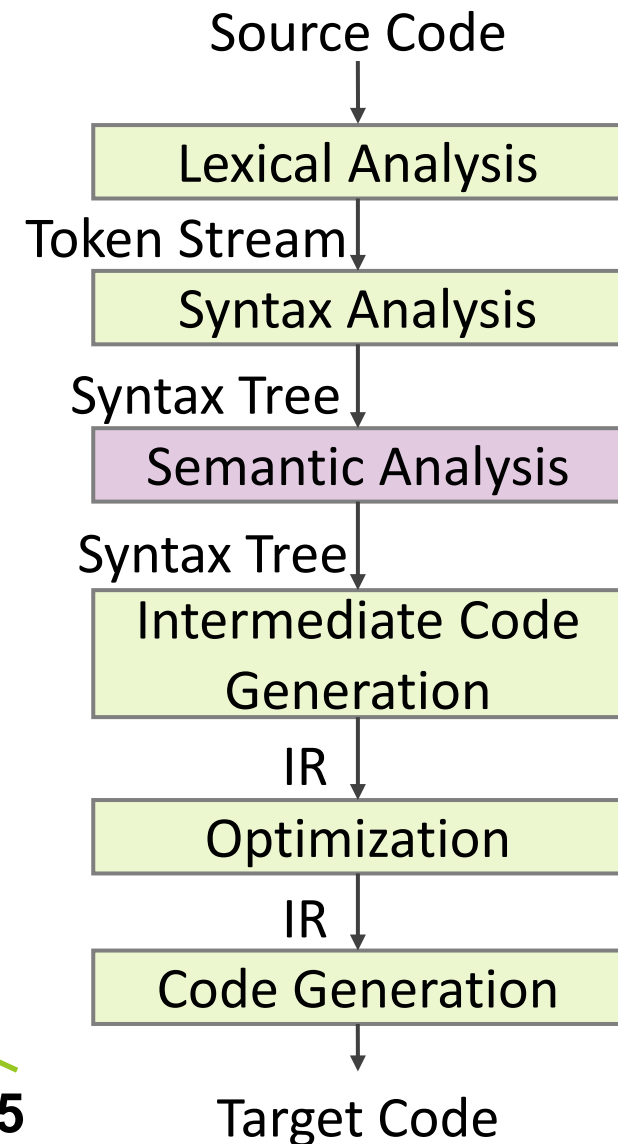 Source Code
Lexical Analysis
Token Stream
Syntax Analysis
Syntax Tree
Semantic Analysis
Syntax Tree
Intermediate Code
Generation
IR
Optimization
IR
Code Generation
Target Code
5